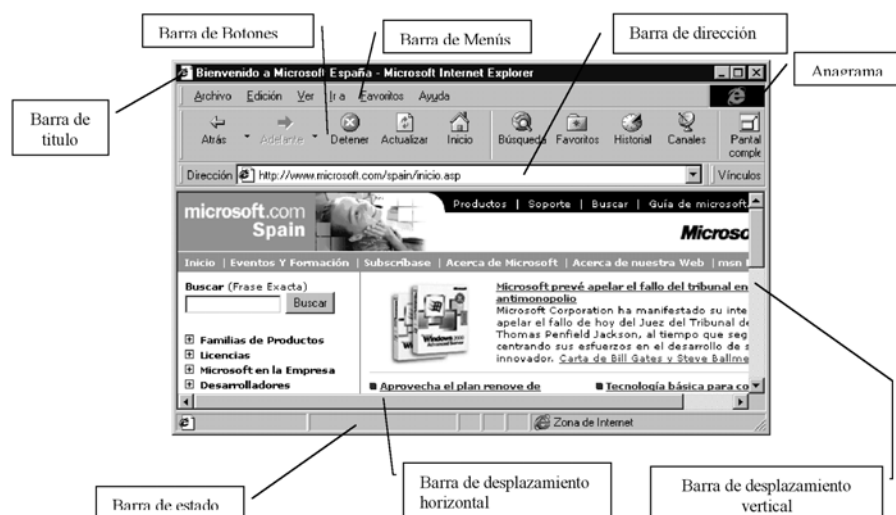 Barra de Botones
Barra de Menús
Barra de dirección
Anagrama
Barra de
titulo
Bienvenido a Microsoft España - Microsoft Internet Explorer
Archivo Edición Ver Ir a Favoritos Ayuda
Atrás Adelante Detener Actualizar Inicio Búsqueda Favoritos Historial Canales Pantal
comple
Dirección http://www.microsoft.com/spain/inicio.asp Vínculos
microsoft.com
Spain
Productos | Soporte | Buscar | Guía de microsoft.
Microso
Inicio | Eventos Y Formación | Subscríbase | Acerca de Microsoft | Acerca de nuestra Web | msn
Buscar (Frase Exacta)
Buscar
Familias de Productos
Licencias
Microsoft en la Empresa
Desarrolladores
Microsoft prevé apelar el fallo del tribunal en
antimonopolio
Microsoft Corporation ha manifestado su inte
apelar el fallo de hoy del Juez del Tribunal de
Thomas Penfield Jackson, al tiempo que seg
centrando sus esfuerzos en el desarrollo de s
innovador. Carta de Bill Gates y Steve Ballme
Aprovecha el plan renove de
Tecnología básica para co
Zona de Internet
Barra de estado
Barra de desplazamiento
horizontal
Barra de desplazamiento
vertical